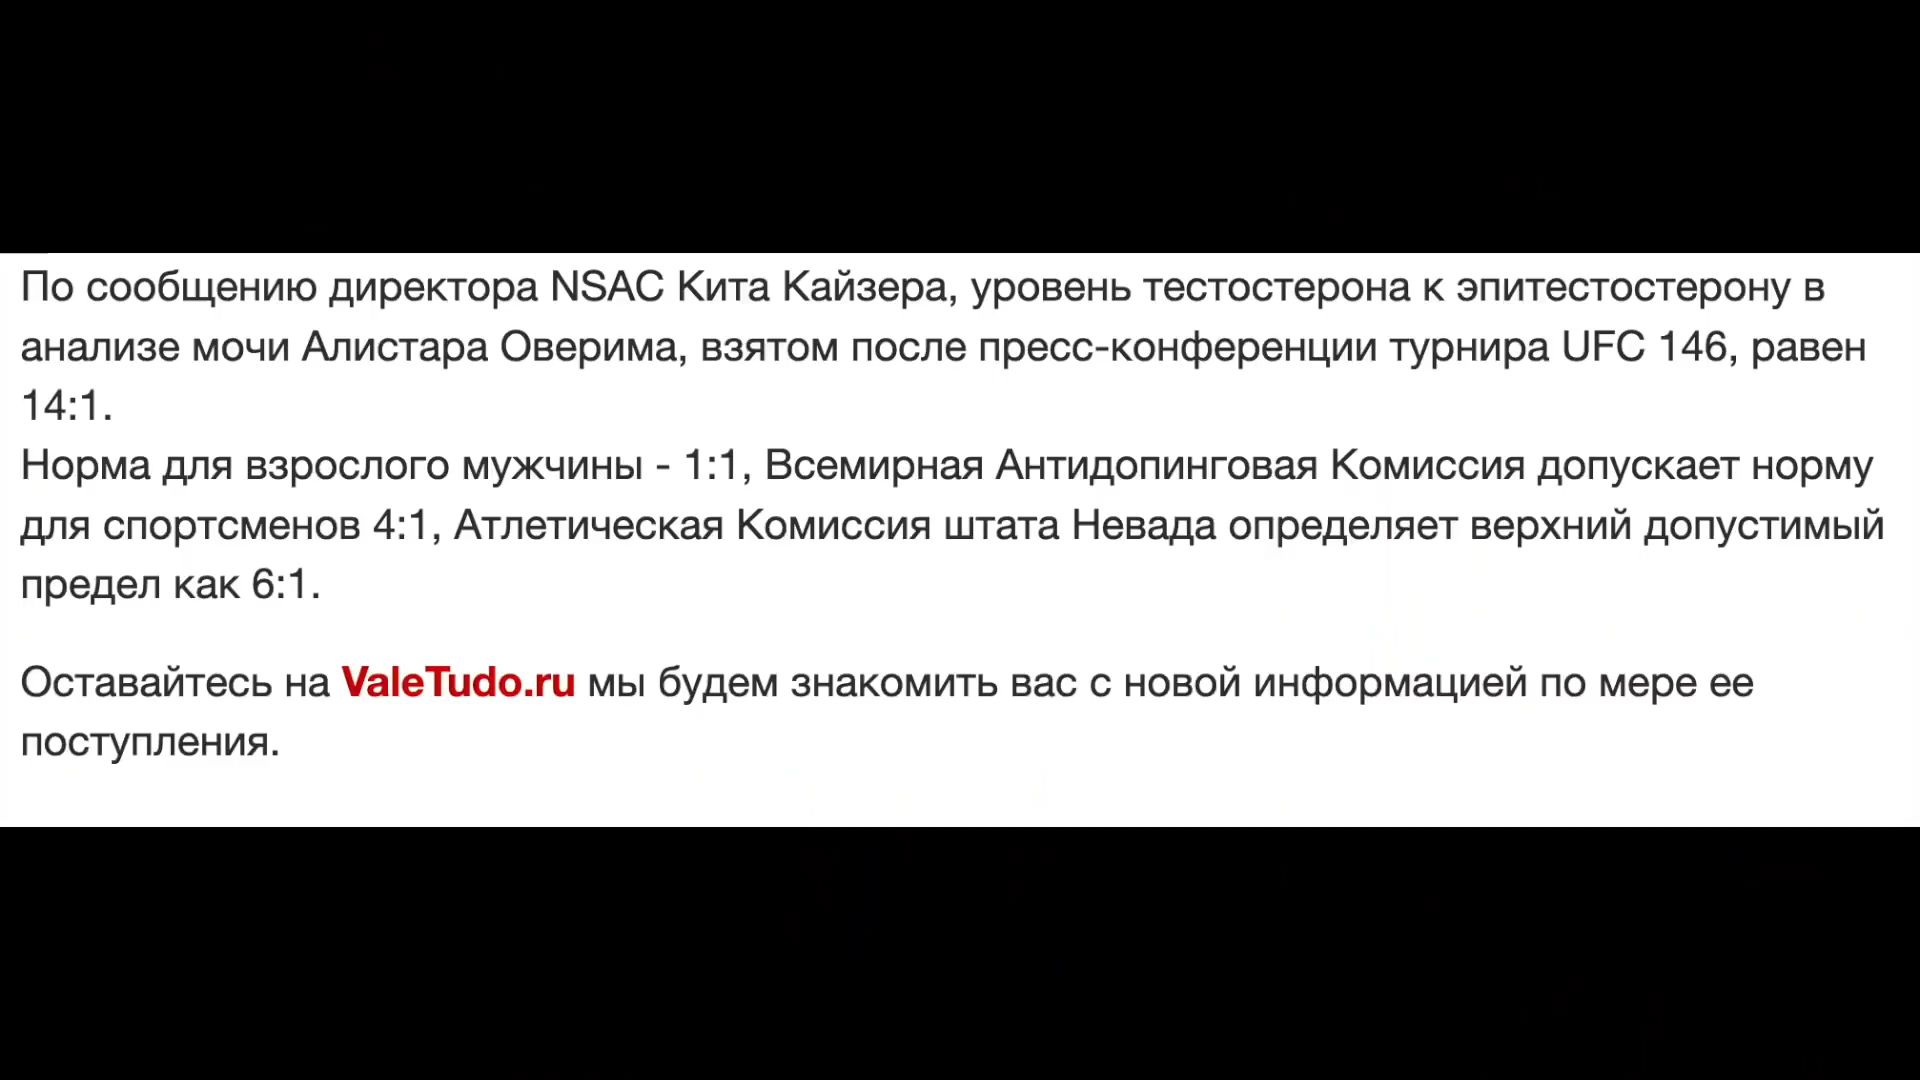 По сообщению директора NSAC Кита Кайзера, уровень тестостерона к эпитестостерону в
анализе мочи Алистара Оверима, взятом после пресс-конференции турнира UFC 146, равен
14:1.
Норма для взрослого мужчины - 1:1, Всемирная Антидопинговая Комиссия допускает норму
для спортсменов 4:1, Атлетическая Комиссия штата Невада определяет верхний допустимый
предел как 6:1.
Оставайтесь на ValeTudo.ru мы будем знакомить вас с новой информацией по мере ее
поступления.